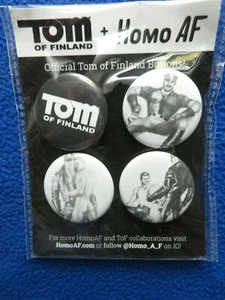 TOM OF FINLAND + HOMO AF
Official Tom of Finland Buttons!
TOM
OF FINLAND
For more HomoAF and ToF collaborations visit
HomoAF.com or follow @Homo_A_F on IG!